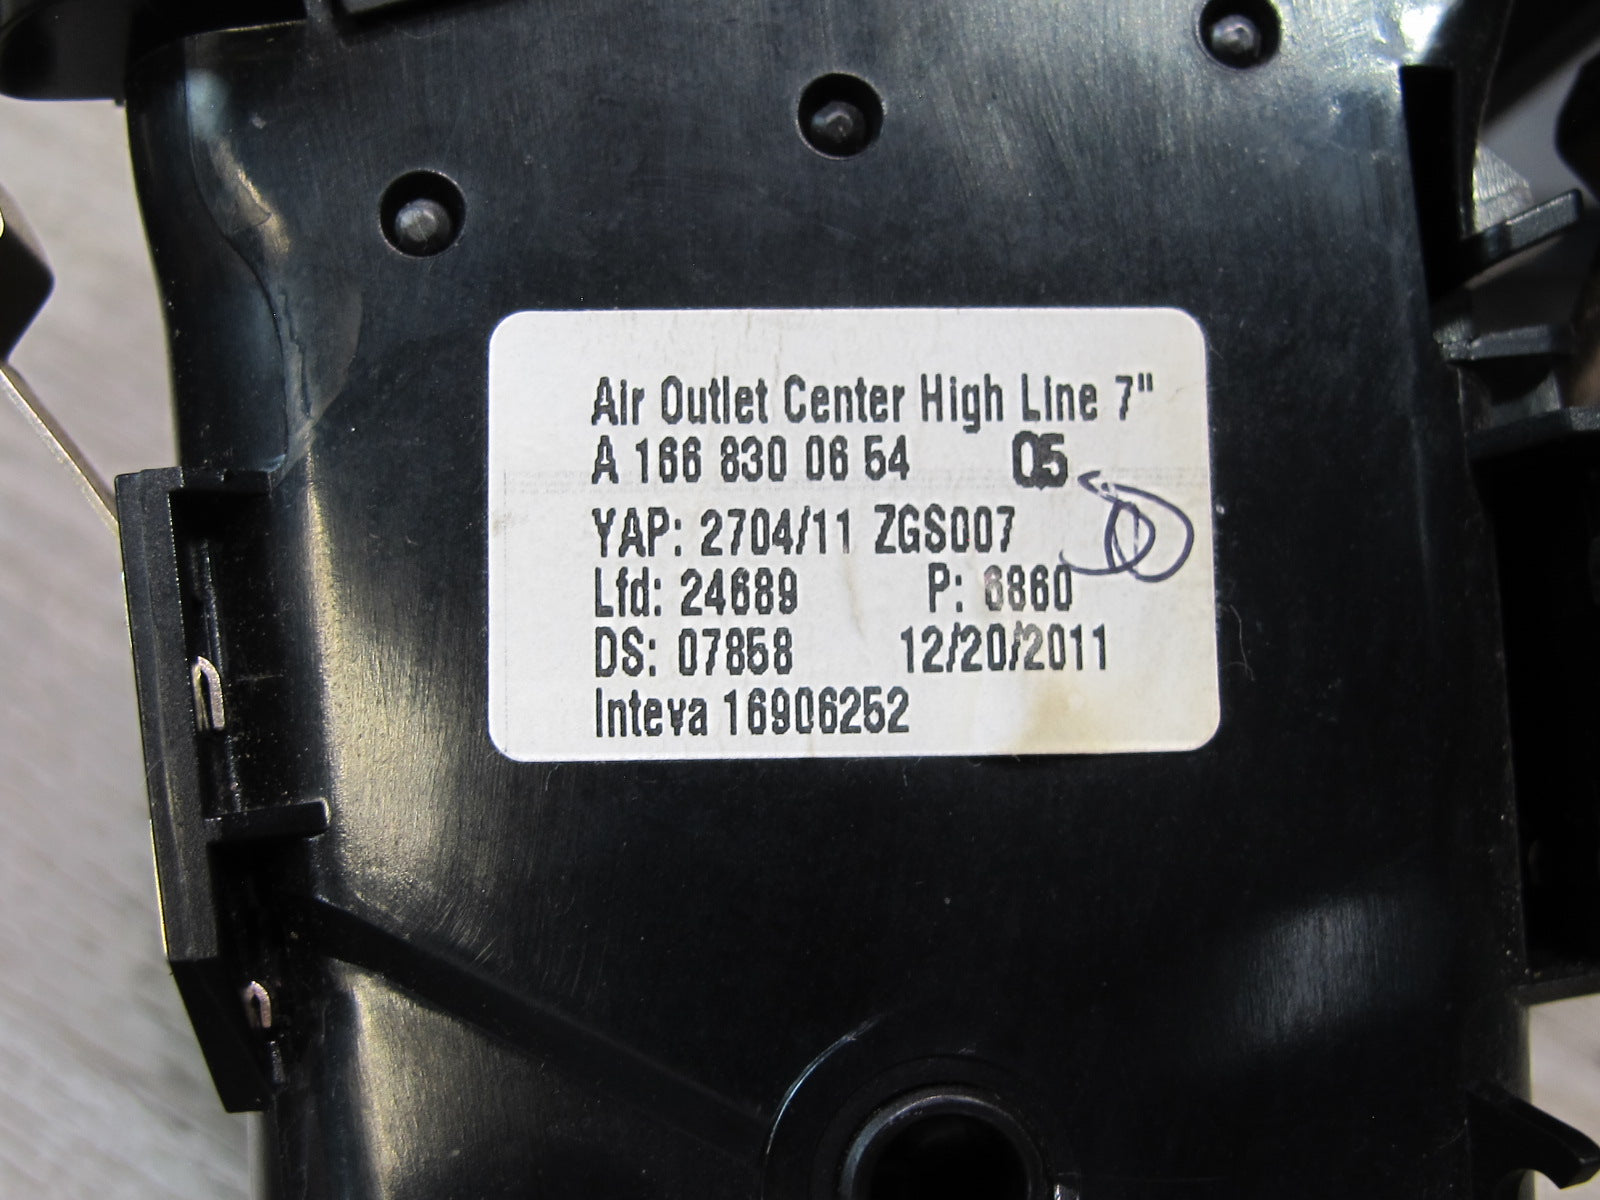 Air Outlet Center High Line 7"
A 166 830 06 54 05
YAP: 2704/11 ZGS007
Lfd: 24689 P: 6860
DS: 07858 12/20/2011
Inteva 16906252